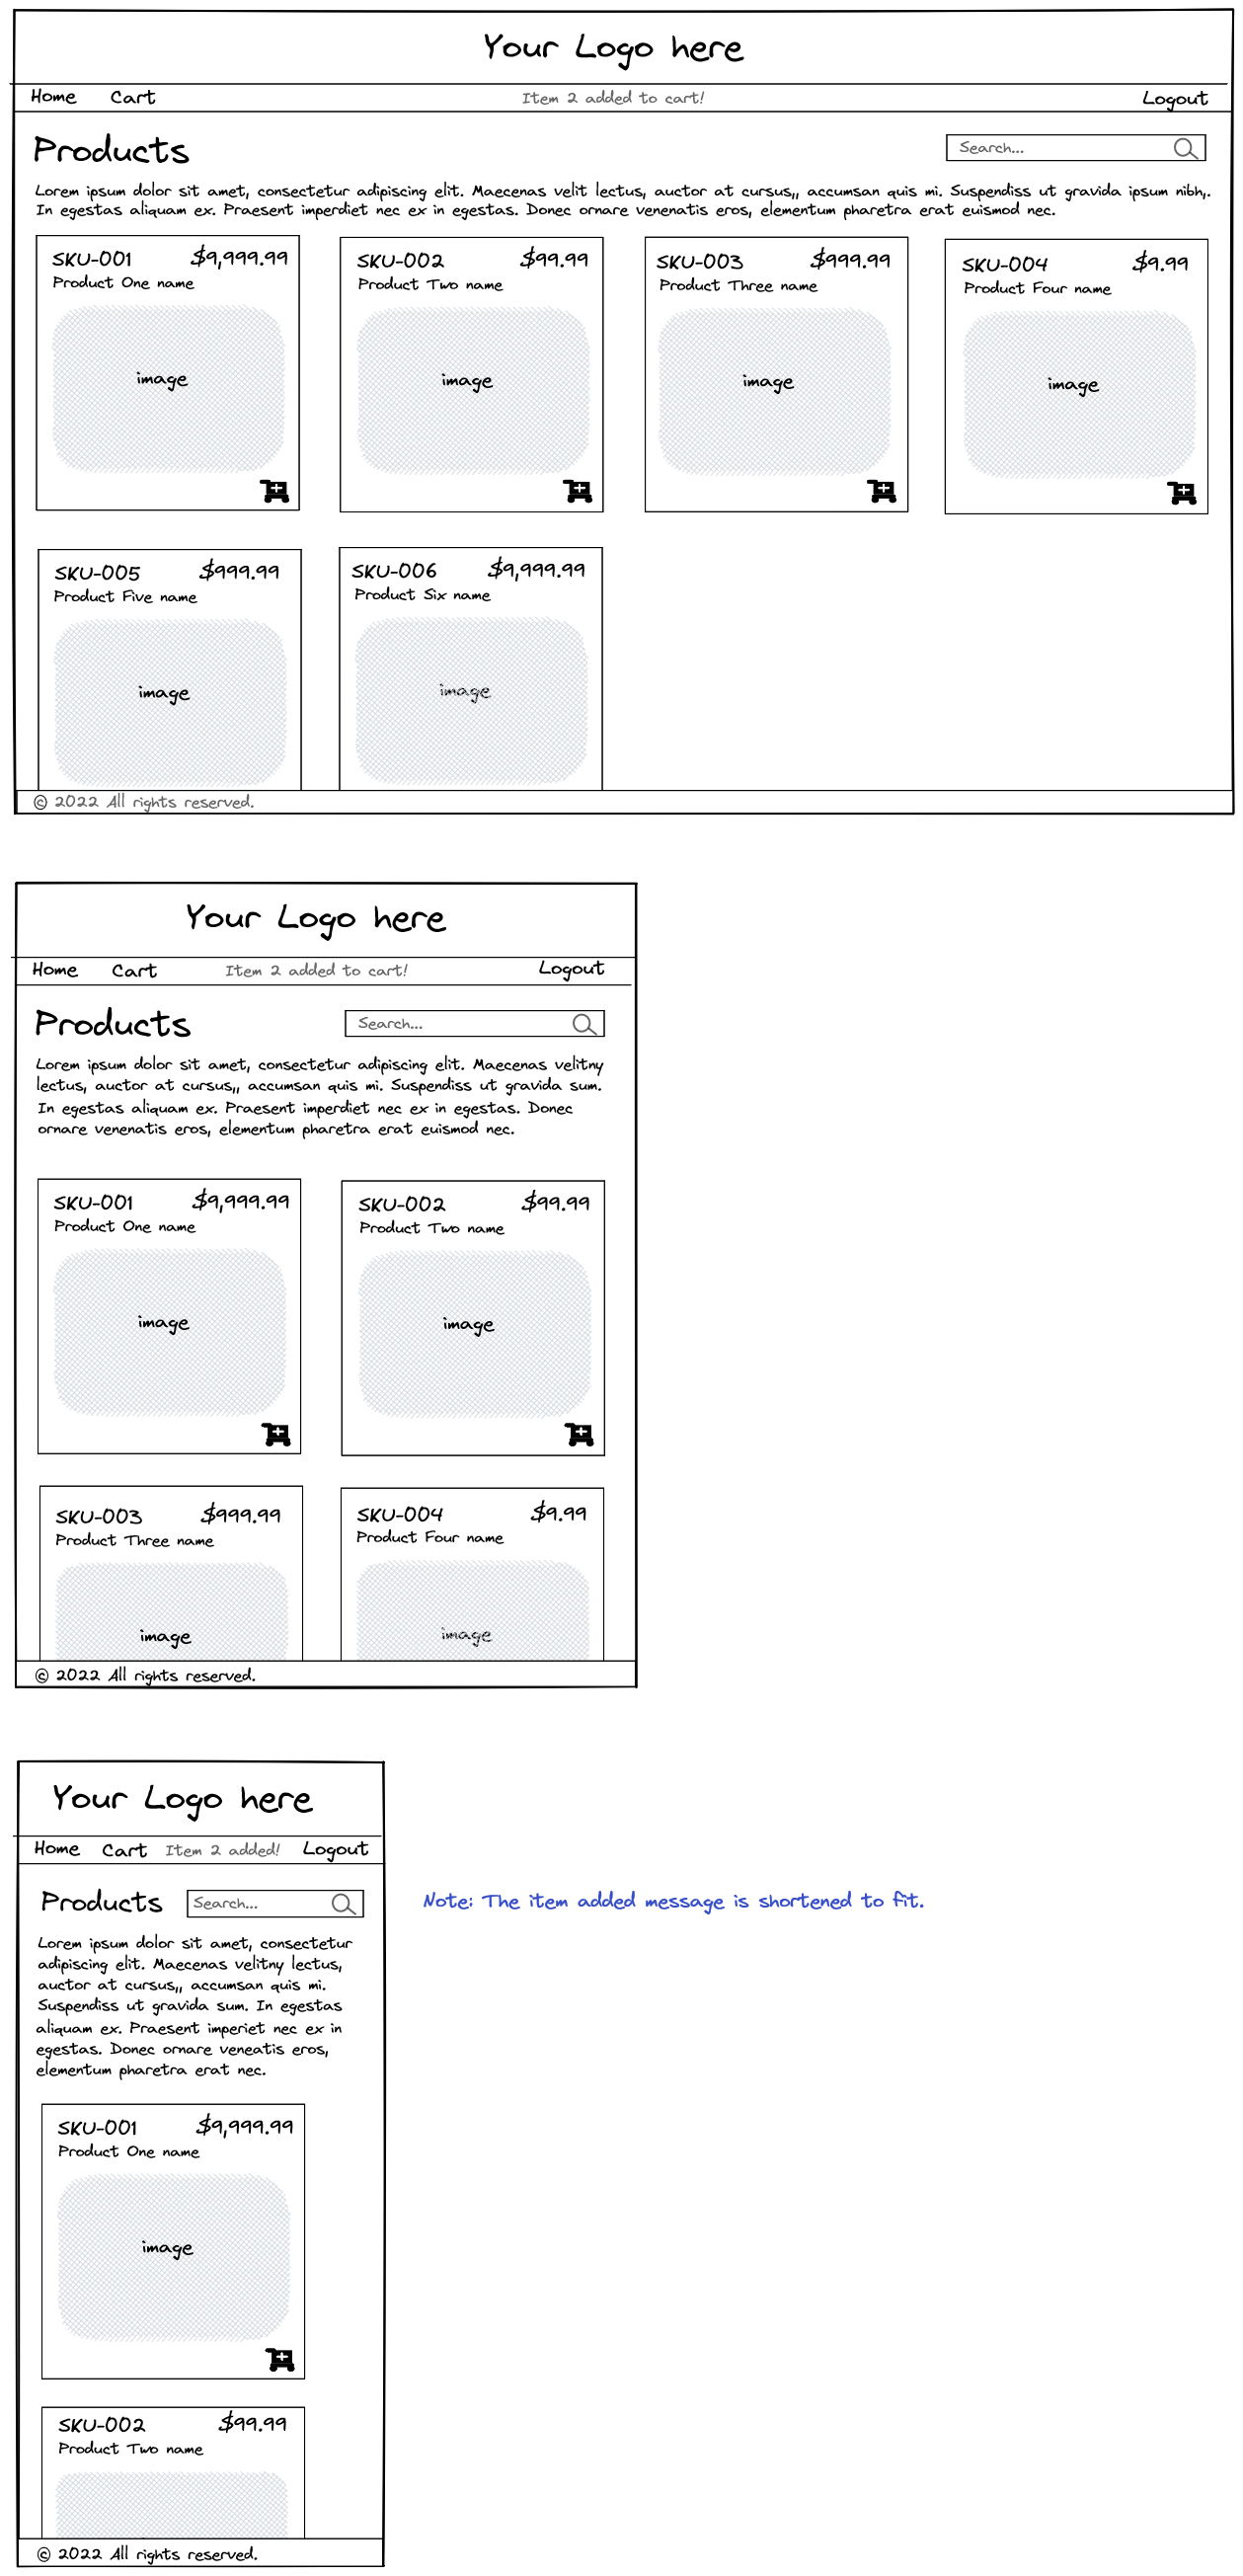 Your Logo here
Home Cart Item 2 added to cart! Logout
Products Search...
Lorem ipsum dolor sit amet, consectetur adipiscing elit. Maecenas velit lectus, auctor at cursus,, accumsan quis mi. Suspendiss ut gravida ipsum nibh,.
In egestas aliquam ex. Praesent imperdiet nec ex in egestas. Donec ornare venenatis eros, elementum pharetra erat euismod nec.
SKU-001 $9,999.99 SKU-002 $99.99 SKU-003 $999.99 SKU-004 $9.99
Product One name Product Two name Product Three name Product Four name
image image image image
SKU-005 $999.99 SKU-006 $9,999.99
Product Five name Product Six name
image image
© 2022 All rights reserved.
Your Logo here
Home Cart Item 2 added to cart! Logout
Products Search...
Lorem ipsum dolor sit amet, consectetur adipiscing elit. Maecenas velitny
lectus, auctor at cursus,, accumsan quis mi. Suspendiss ut gravida sum.
In egestas aliquam ex. Praesent imperdiet nec ex in egestas. Donec
ornare venenatis eros, elementum pharetra erat euismod nec.
SKU-001 $9,999.99 SKU-002 $99.99
Product One name Product Two name
image image
SKU-003 $999.99 SKU-004 $9.99
Product Three name Product Four name
image image
© 2022 All rights reserved.
Your Logo here
Home Cart Item 2 added! Logout
Products Search...
Note: The item added message is shortened to fit.
Lorem ipsum dolor sit amet, consectetur
adipiscing elit. Maecenas velitny lectus,
auctor at cursus,, accumsan quis mi.
Suspendiss ut gravida sum. In egestas
aliquam ex. Praesent imperiet nec ex in
egestas. Donec ornare veneatis eros,
elementum pharetra erat nec.
SKU-001 $9,999.99
Product One name
image
SKU-002 $99.99
Product Two name
© 2022 All rights reserved.